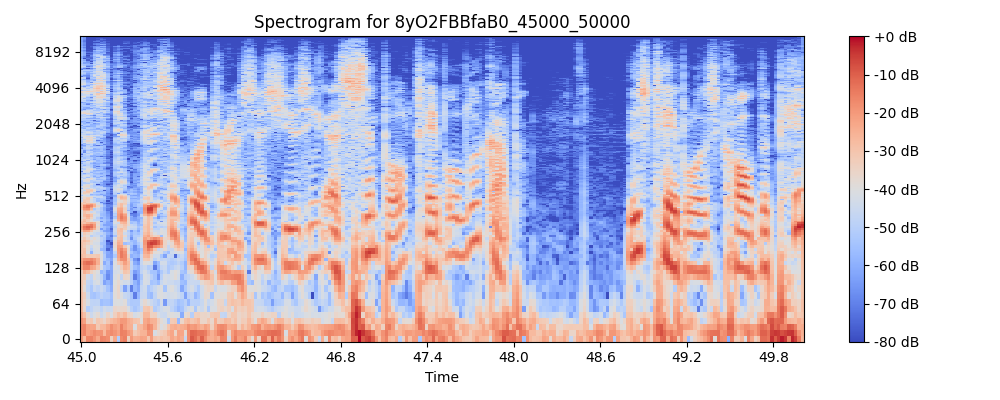 Spectrogram for 8yO2FBBfaB0_45000_50000
Hz
8192
4096
2048
1024
512
256
128
64
0
45.0 45.6 46.2 46.8 47.4 48.0 48.6 49.2 49.8
Time
+0 dB
-10 dB
-20 dB
-30 dB
-40 dB
-50 dB
-60 dB
-70 dB
-80 dB